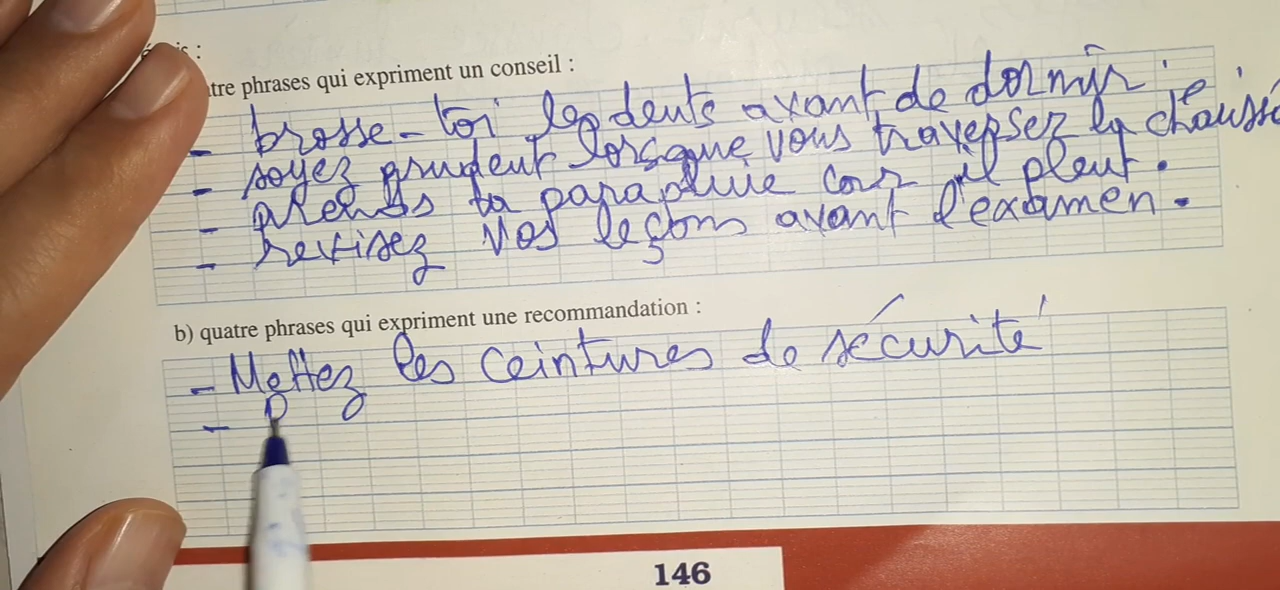 tre phrases qui expriment un conseil :
- brosse-toi les dents avant de dormir.
- soyez prudent lorsque vous traversez la
- prends ta parapluie car il pleut.
- revisez vos leçons avant l'examen.
b) quatre phrases qui expriment une recommandation :
- Mettez les ceintures de sécurité
-
146